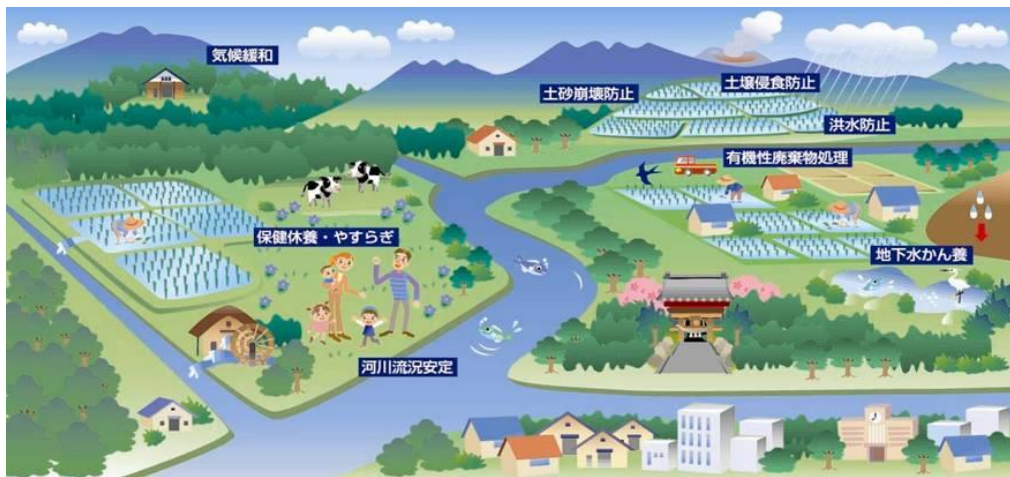 気候緩和
土壌侵食防止
土砂崩壊防止
洪水防止
有機性廃棄物処理
保健休養・やすらぎ
地下水かん養
河川流況安定